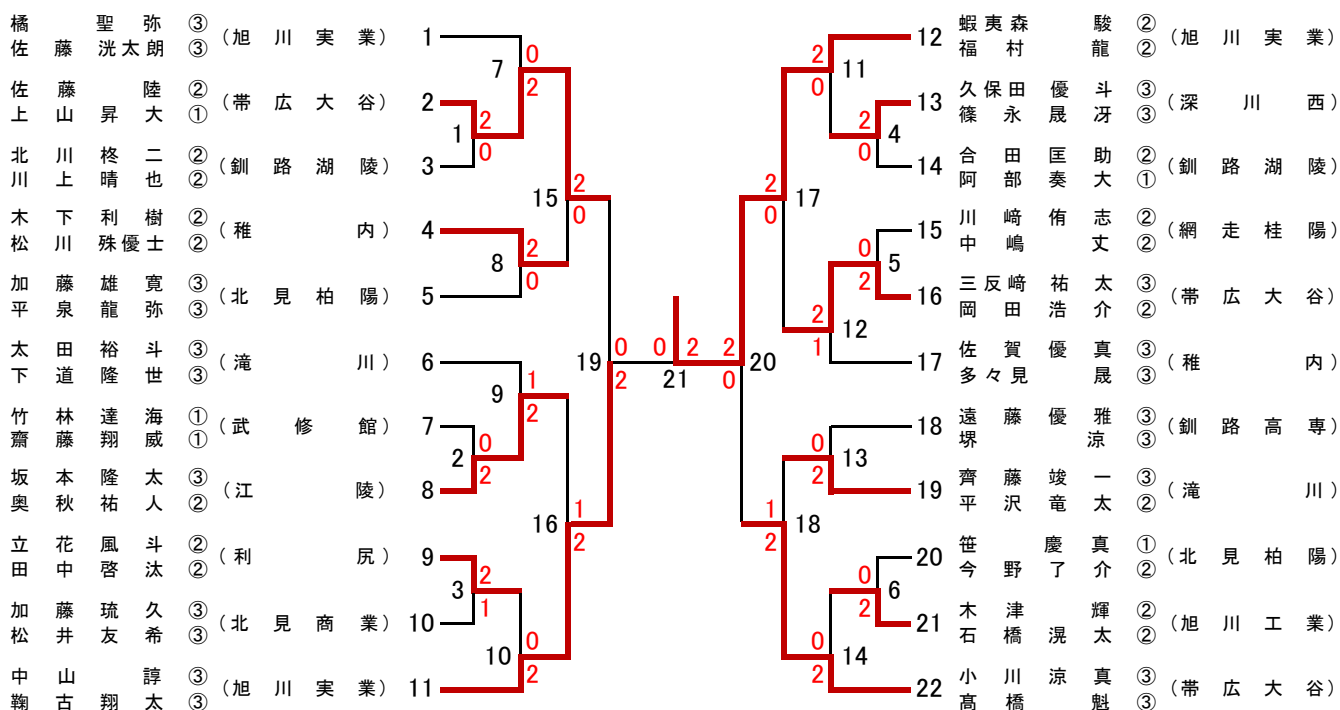 橘 聖弥 ③
佐藤 洸太朗 ③
(旭川実業) 1
佐藤 陸 ②
上山 昇大 ①
(帯広大谷) 2
北川 柊二 ②
川上 晴也 ②
(釧路湖陵) 3
木下 利樹 ②
松川 殊優士 ②
(稚内) 4
加藤 雄寛 ③
平泉 龍弥 ③
(北見柏陽) 5
太田 裕斗 ③
下道 隆世 ③
(滝川) 6
竹林 達海 ①
齋藤 翔威 ①
(武修館) 7
坂本 隆太 ③
奥秋 祐人 ②
(江陵) 8
立花 風斗 ②
田中 啓汰 ②
(利尻) 9
加藤 琉久 ③
松井 友希 ③
(北見商業) 10
中山 諄 ③
鞠古 翔太 ③
(旭川実業) 11
7 0 2
1 2 0
15 2 0
8 2 0
9 1 2
2 0 2
16 1 2
3 2 1
10 0 2
19 0 2
21 0 2
20 2 0
11 2 0
4 2 0
17 2 0
5 0 2
12 2 1
13 0 2
18 1 2
6 0 2
14 0 2
12 蝦夷森 駿 ②
福村 龍 ②
(旭川実業)
13 久保田 優斗 ③
篠永 晟冴 ③
(深川西)
14 合田 匡助 ②
阿部 奏大 ①
(釧路湖陵)
15 川﨑 侑志 ②
中嶋 丈 ②
(網走桂陽)
16 三反﨑 祐太 ③
岡田 浩介 ②
(帯広大谷)
17 佐賀 優真 ③
多々見 晟 ③
(稚内)
18 遠藤 優雅 ③
堺 涼 ③
(釧路高専)
19 齊藤 竣一 ③
平沢 竜太 ②
(滝川)
20 笹 慶真 ①
今野 了介 ②
(北見柏陽)
21 木津 輝 ②
石橋 滉太 ②
(旭川工業)
22 小川 涼真 ③
髙橋 魁 ③
(帯広大谷)